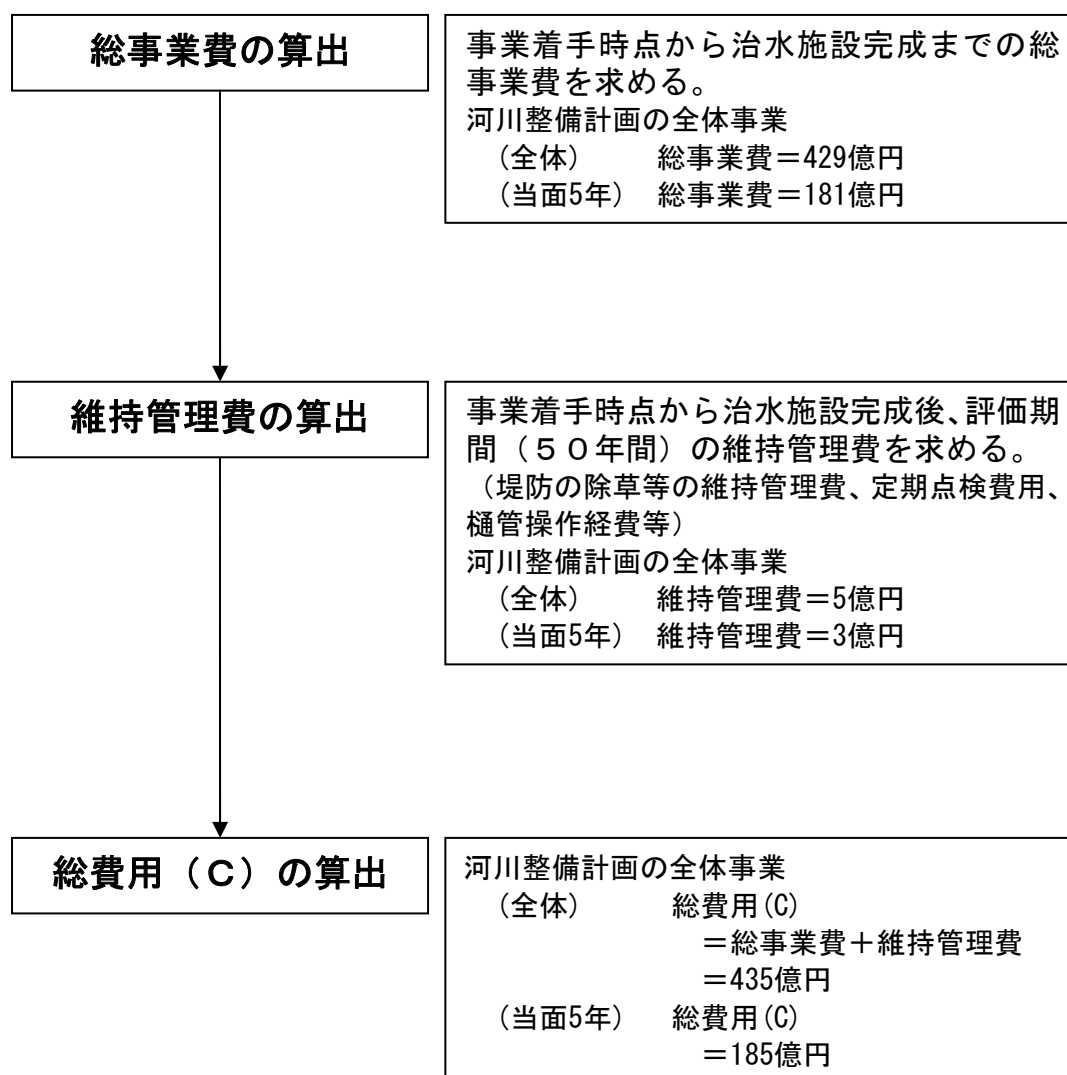 総事業費の算出
事業着手時点から治水施設完成までの総
事業費を求める。
河川整備計画の全体事業
(全体) 総事業費＝429億円
(当面5年) 総事業費＝181億円
維持管理費の算出
事業着手時点から治水施設完成後、評価期
間（５０年間）の維持管理費を求める。
（堤防の除草等の維持管理費、定期点検費用、
樋管操作経費等）
河川整備計画の全体事業
(全体) 維持管理費＝5億円
(当面5年) 維持管理費＝3億円
総費用（Ｃ）の算出
河川整備計画の全体事業
(全体) 総費用(C)
＝総事業費＋維持管理費
＝435億円
(当面5年) 総費用(C)
＝185億円